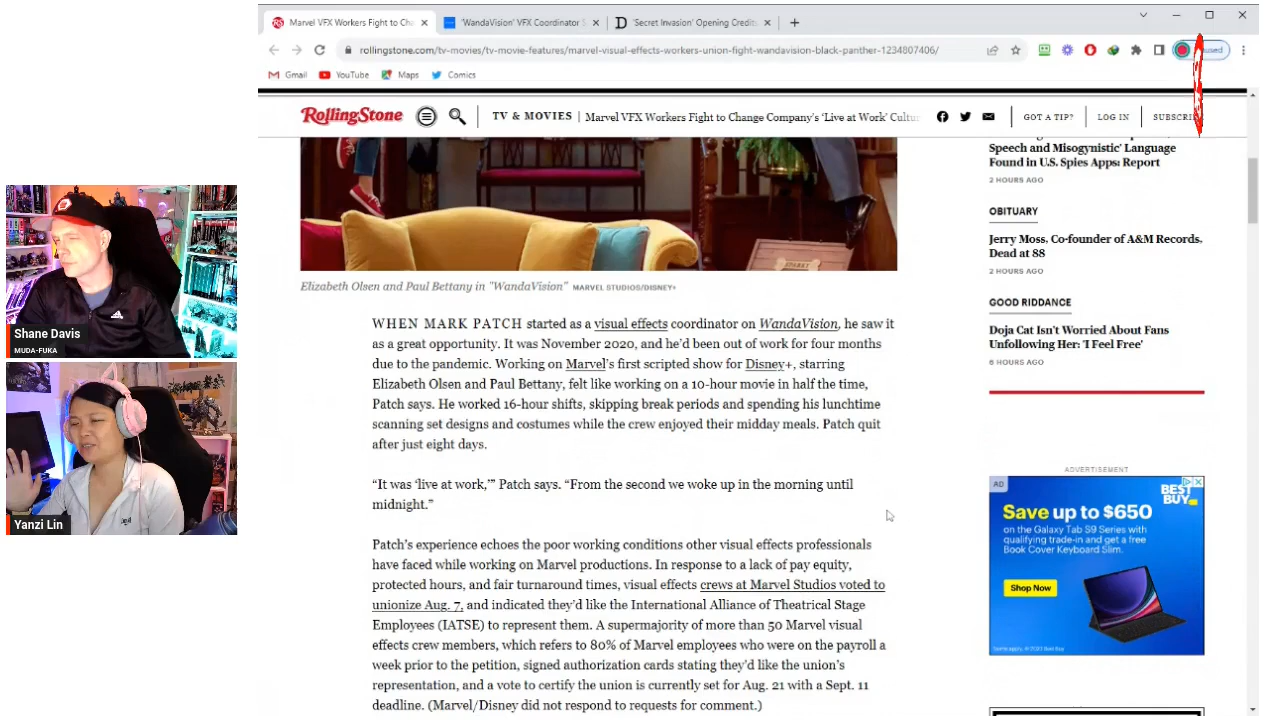 Marvel VFX Workers Fight to Cha
'WandaVision' VFX Coordinator S
'Secret Invasion' Opening Credits
rollingstone.com/tv-movies/tv-movie-features/marvel-visual-effects-workers-union-fight-wandavision-black-panther-1234807406/
Gmail YouTube Maps Comics
RollingStone TV & MOVIES Marvel VFX Workers Fight to Change Company's 'Live at Work' Cultur GOT A TIP? LOG IN SUBSCRI
Speech and Misogynistic' Language
Found in U.S. Spies Apps: Report
2 HOURS AGO
OBITUARY
Jerry Moss, Co-founder of A&M Records,
Dead at 88
2 HOURS AGO
GOOD RIDDANCE
Doja Cat Isn't Worried About Fans
Unfollowing Her: 'I Feel Free'
6 HOURS AGO
Elizabeth Olsen and Paul Bettany in "WandaVision" MARVEL STUDIOS/DISNEY+
WHEN MARK PATCH started as a visual effects coordinator on WandaVision, he saw it
as a great opportunity. It was November 2020, and he'd been out of work for four months
due to the pandemic. Working on Marvel's first scripted show for Disney+, starring
Elizabeth Olsen and Paul Bettany, felt like working on a 10-hour movie in half the time,
Patch says. He worked 16-hour shifts, skipping break periods and spending his lunchtime
scanning set designs and costumes while the crew enjoyed their midday meals. Patch quit
after just eight days.
"It was 'live at work,'" Patch says. "From the second we woke up in the morning until
midnight."
Patch's experience echoes the poor working conditions other visual effects professionals
have faced while working on Marvel productions. In response to a lack of pay equity,
protected hours, and fair turnaround times, visual effects crews at Marvel Studios voted to
unionize Aug. 7, and indicated they'd like the International Alliance of Theatrical Stage
Employees (IATSE) to represent them. A supermajority of more than 50 Marvel visual
effects crew members, which refers to 80% of Marvel employees who were on the payroll a
week prior to the petition, signed authorization cards stating they'd like the union's
representation, and a vote to certify the union is currently set for Aug. 21 with a Sept. 11
deadline. (Marvel/Disney did not respond to requests for comment.)
ADVERTISEMENT
AD
BEST
BUY
Save up to $650
on the Galaxy Tab S9 Series with
qualifying trade-in and get a free
Book Cover Keyboard Slim.
Shop Now
Shane Davis
MUDA-FUKA
Yanzi Lin